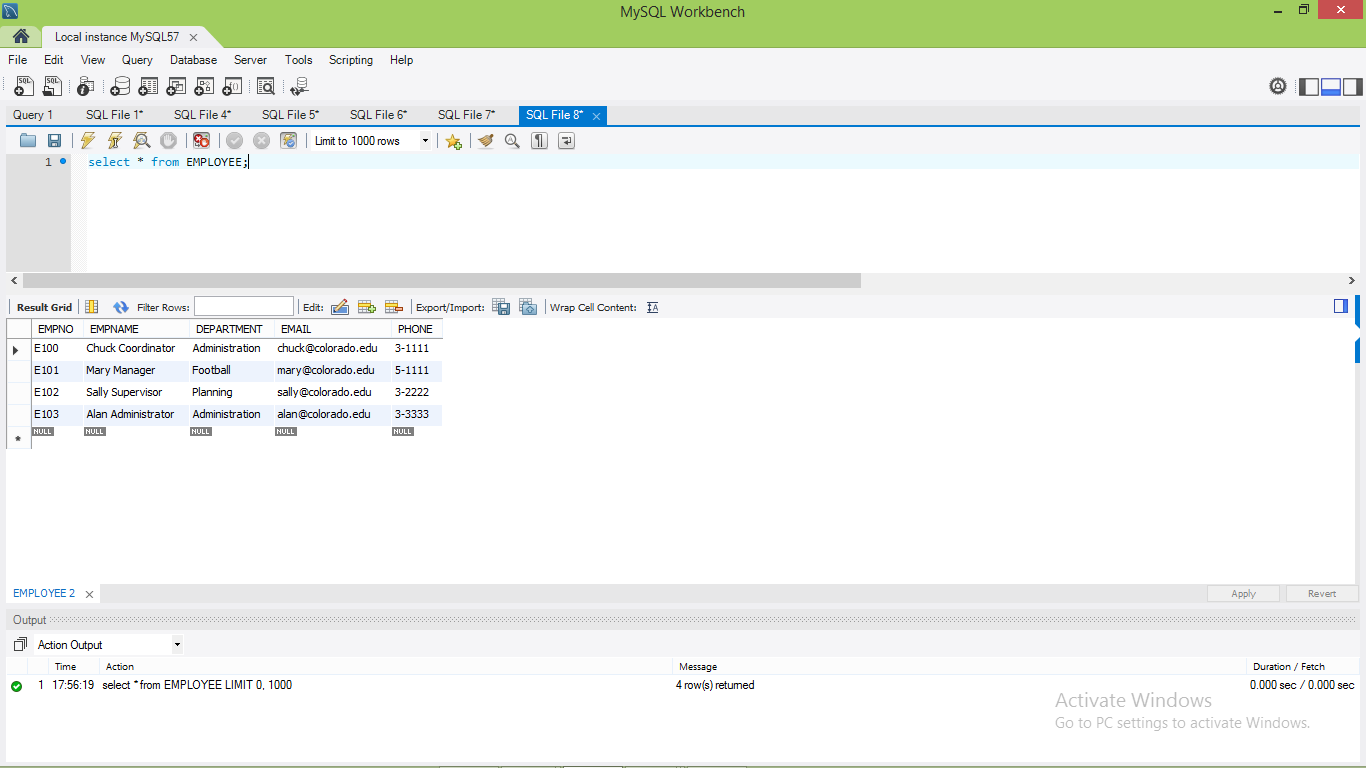 MySQL Workbench
Local instance MySQL57
File Edit View Query Database Server Tools Scripting Help
Query 1 SQL File 1* SQL File 4* SQL File 5* SQL File 6* SQL File 7* SQL File 8*
Limit to 1000 rows
1 select * from EMPLOYEE;
Result Grid Filter Rows: Edit: Export/Import: Wrap Cell Content:
EMPNO EMPNAME DEPARTMENT EMAIL PHONE
E100 Chuck Coordinator Administration chuck@colorado.edu 3-1111
E101 Mary Manager Football mary@colorado.edu 5-1111
E102 Sally Supervisor Planning sally@colorado.edu 3-2222
E103 Alan Administrator Administration alan@colorado.edu 3-3333
* NULL NULL NULL NULL NULL
EMPLOYEE 2 Apply Revert
Output
Action Output
Time Action Message Duration / Fetch
1 17:56:19 select * from EMPLOYEE LIMIT 0, 1000 4 row(s) returned 0.000 sec / 0.000 sec
Activate Windows
Go to PC settings to activate Windows.